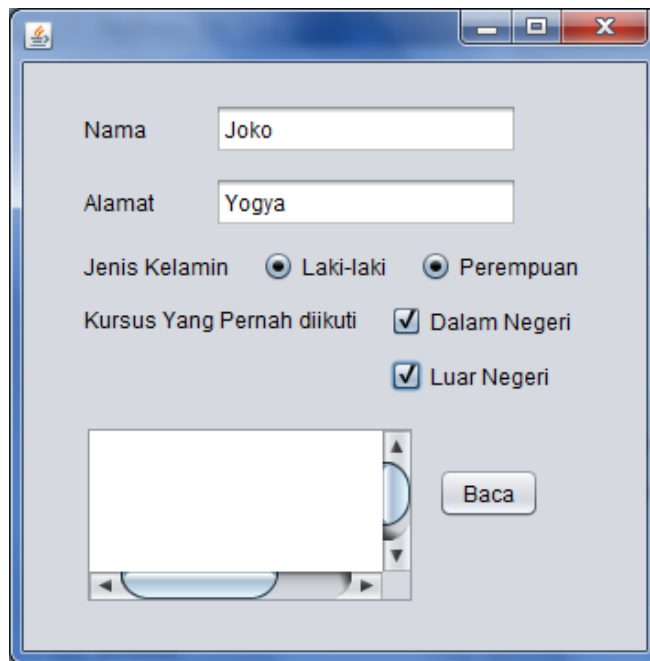 Nama Joko
Alamat Yogya
Jenis Kelamin Laki-laki Perempuan
Kursus Yang Pernah diikuti Dalam Negeri
Luar Negeri
Baca